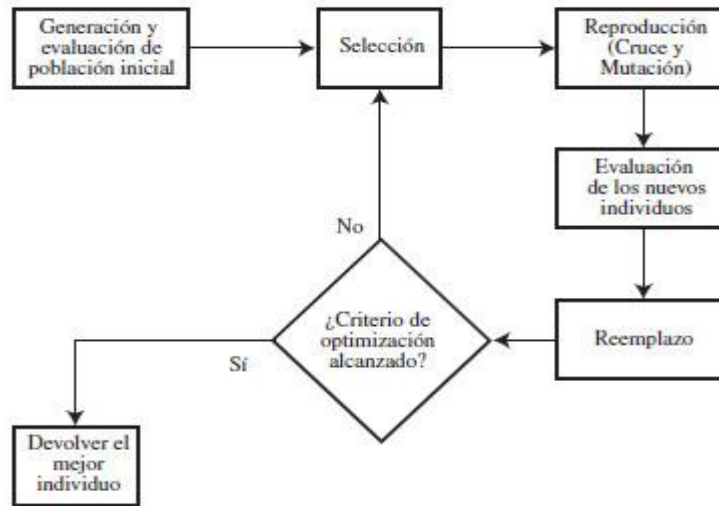 Generación y
evaluación de
población inicial
Selección
Reproducción
(Cruce y
Mutación)
Evaluación
de los nuevos
individuos
Reemplazo
¿Criterio de
optimización
alcanzado?
No
Sí
Devolver el
mejor
individuo